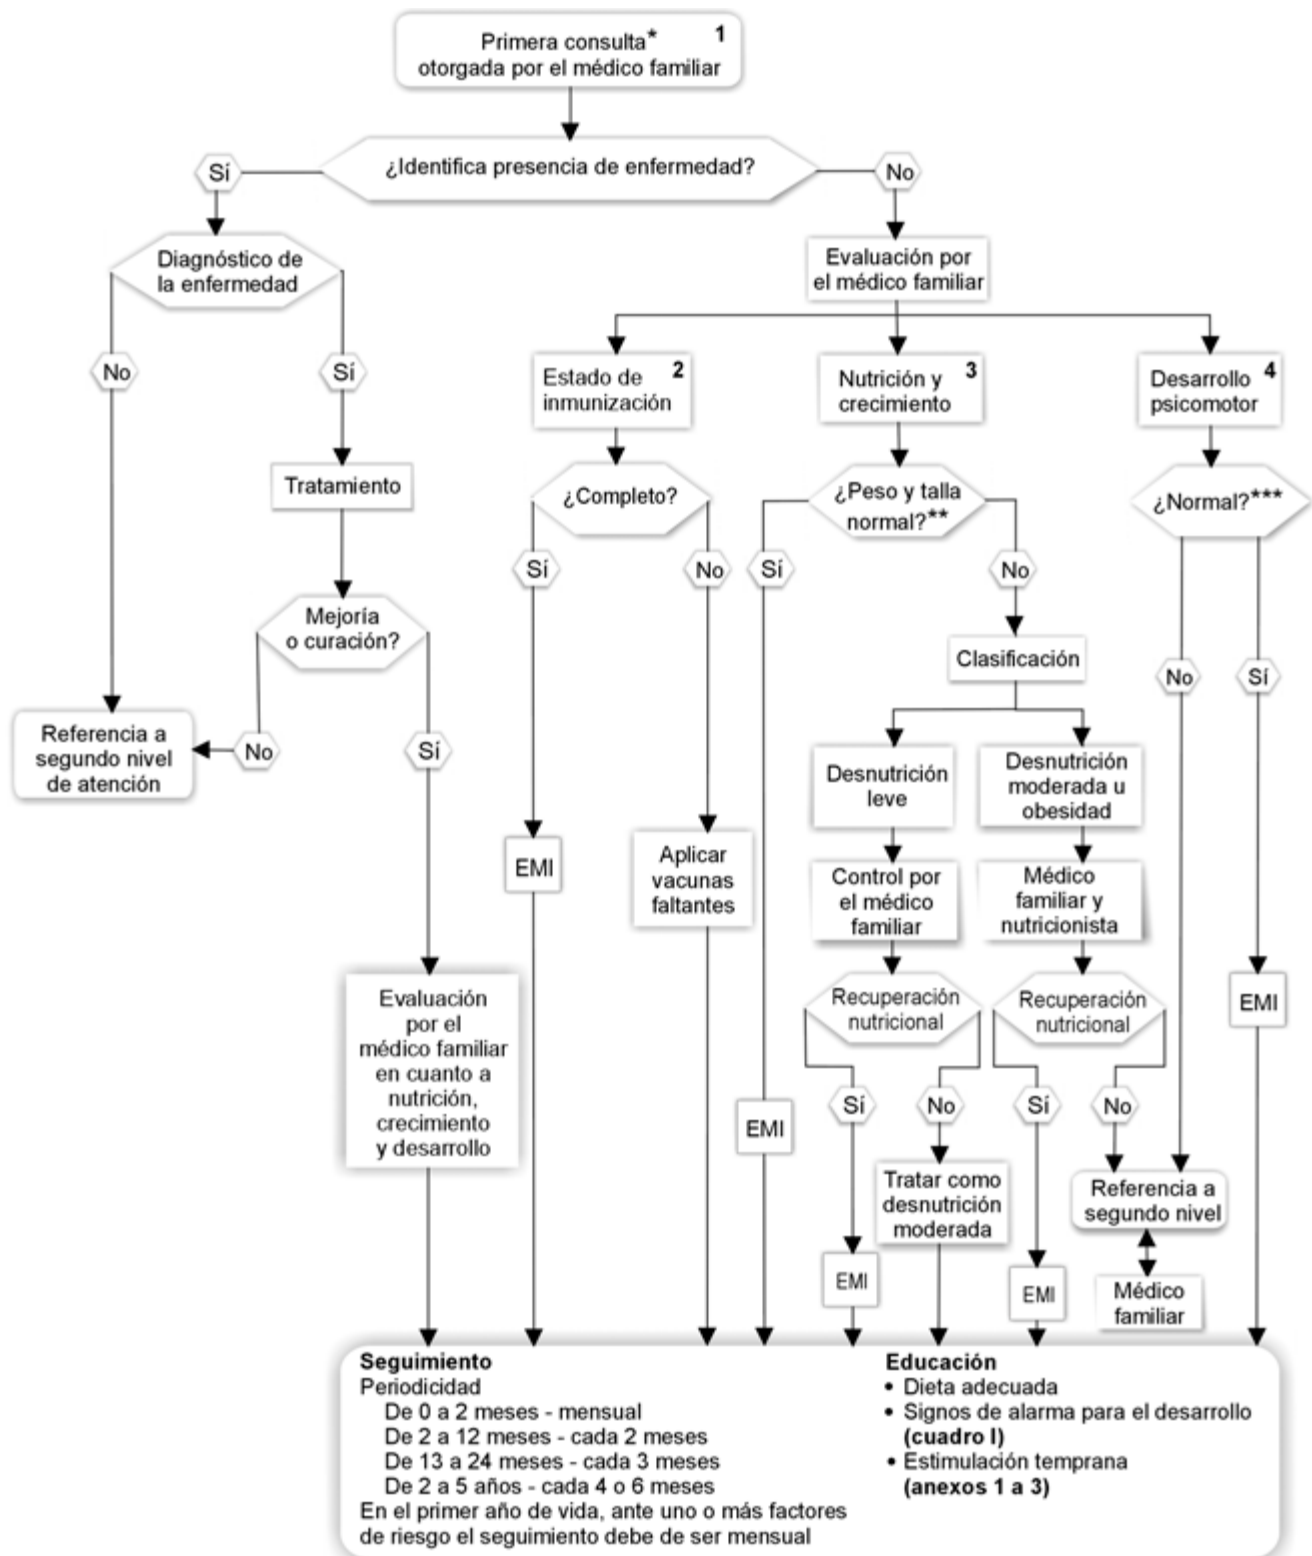 Primera consulta* 1
otorgada por el médico familiar
¿Identifica presencia de enfermedad?
Sí
No
Diagnóstico de
la enfermedad
Evaluación por
el médico familiar
No
Sí
Estado de 2
inmunización
Nutrición y 3
crecimiento
Desarrollo 4
psicomotor
Tratamiento
¿Completo?
¿Peso y talla
normal?**
¿Normal?***
Sí
No
Sí
No
Mejoría
o curación?
Clasificación
No
Sí
Referencia a
segundo nivel
de atención
No
Sí
Desnutrición
leve
Desnutrición
moderada u
obesidad
EMI
Aplicar
vacunas
faltantes
Control por
el médico
familiar
Médico
familiar y
nutricionista
Evaluación
por el
médico familiar
en cuanto a
nutrición,
crecimiento
y desarrollo
Recuperación
nutricional
Recuperación
nutricional
EMI
EMI
Sí
No
Sí
No
Tratar como
desnutrición
moderada
Referencia a
segundo nivel
EMI
EMI
Médico
familiar
Seguimiento
Periodicidad
De 0 a 2 meses - mensual
De 2 a 12 meses - cada 2 meses
De 13 a 24 meses - cada 3 meses
De 2 a 5 años - cada 4 o 6 meses
En el primer año de vida, ante uno o más factores
de riesgo el seguimiento debe de ser mensual
Educación
• Dieta adecuada
• Signos de alarma para el desarrollo
(cuadro I)
• Estimulación temprana
(anexos 1 a 3)